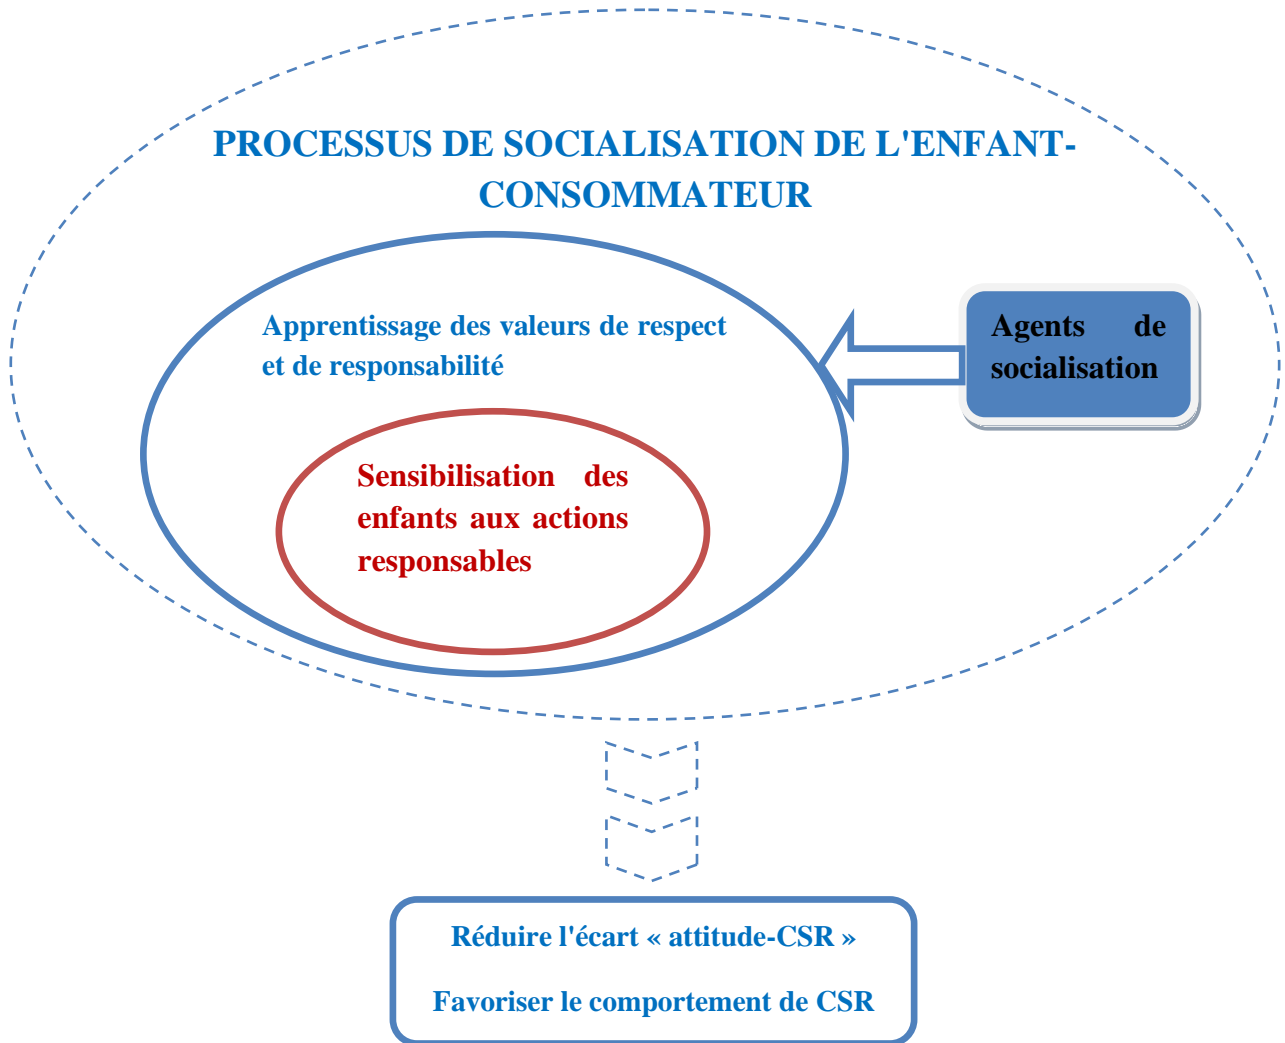 PROCESSUS DE SOCIALISATION DE L'ENFANT-
CONSOMMATEUR
Apprentissage des valeurs de respect
et de responsabilité
Agents de
socialisation
Sensibilisation des
enfants aux actions
responsables
Réduire l'écart « attitude-CSR »
Favoriser le comportement de CSR